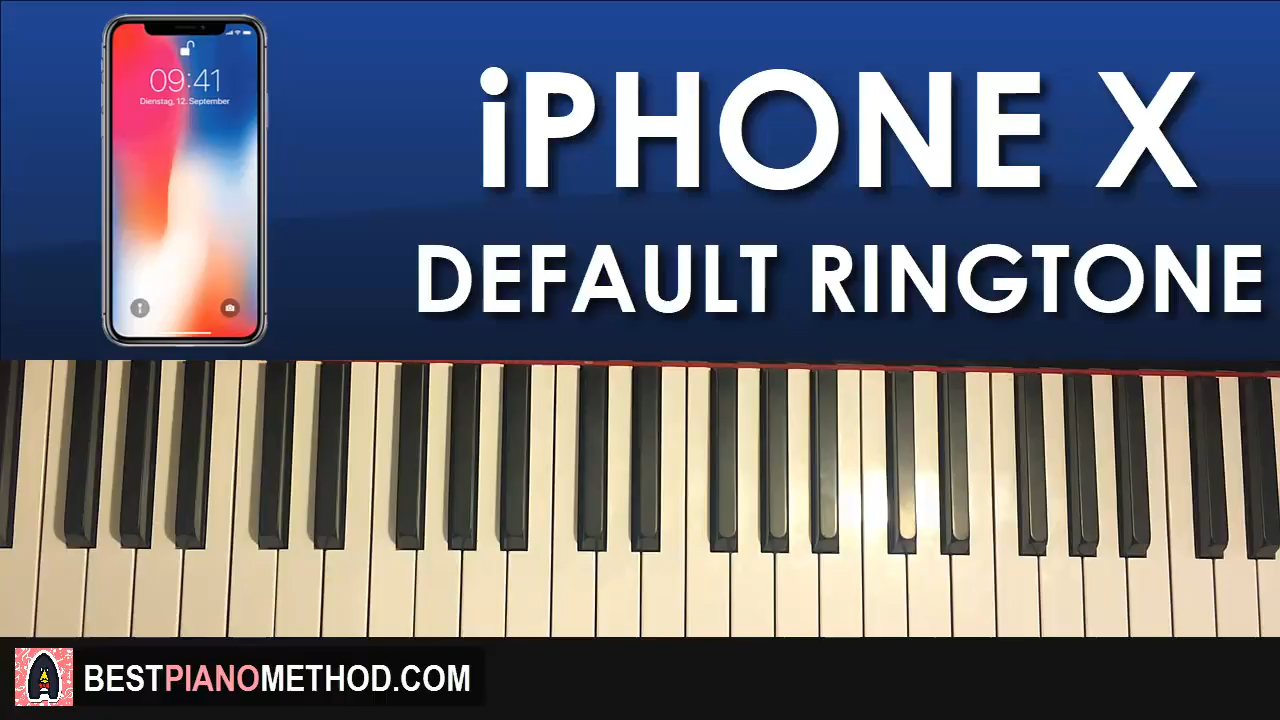 09:41
Dienstag, 12. September
iPHONE X
DEFAULT RINGTONE
BESTPIANOMETHOD.COM